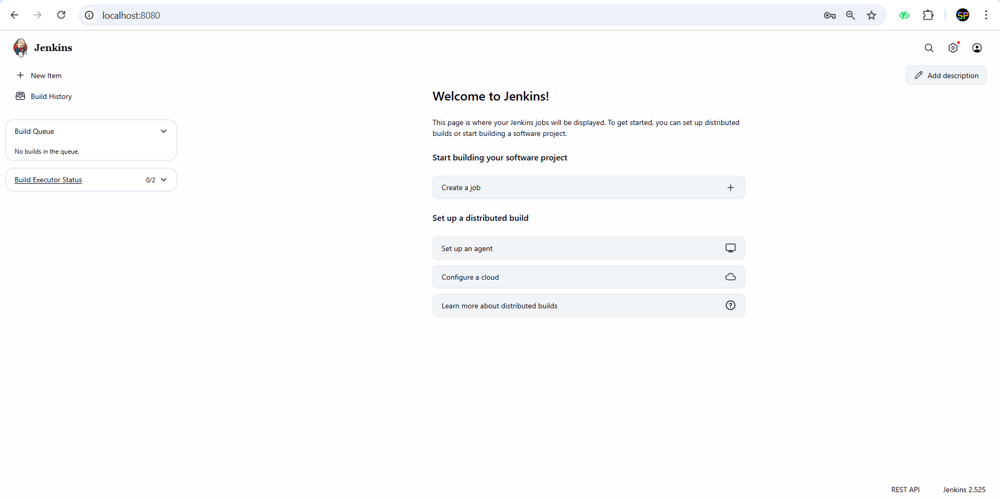 localhost:8080
SP
Jenkins
New Item
Add description
Build History
Welcome to Jenkins!
Build Queue
No builds in the queue.
Build Executor Status 0/2
This page is where your Jenkins jobs will be displayed. To get started, you can set up distributed
builds or start building a software project.
Start building your software project
Create a job
Set up a distributed build
Set up an agent
Configure a cloud
Learn more about distributed builds
REST API Jenkins 2.525